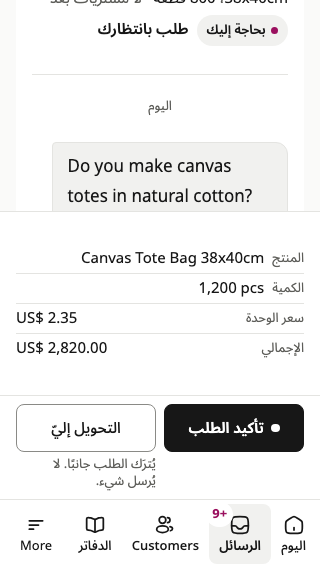 بحاجة إليك طلب بانتظارك
اليوم
Do you make canvas
totes in natural cotton?
المنتج Canvas Tote Bag 38x40cm
الكمية 1,200 pcs
سعر الوحدة US$ 2.35
الإجمالي US$ 2,820.00
تأكيد الطلب
التحويل إليّ
يُترَك الطلب جانبًا. لا
يُرسل شيء.
اليوم
9+
الرسائل
Customers
الدفاتر
More